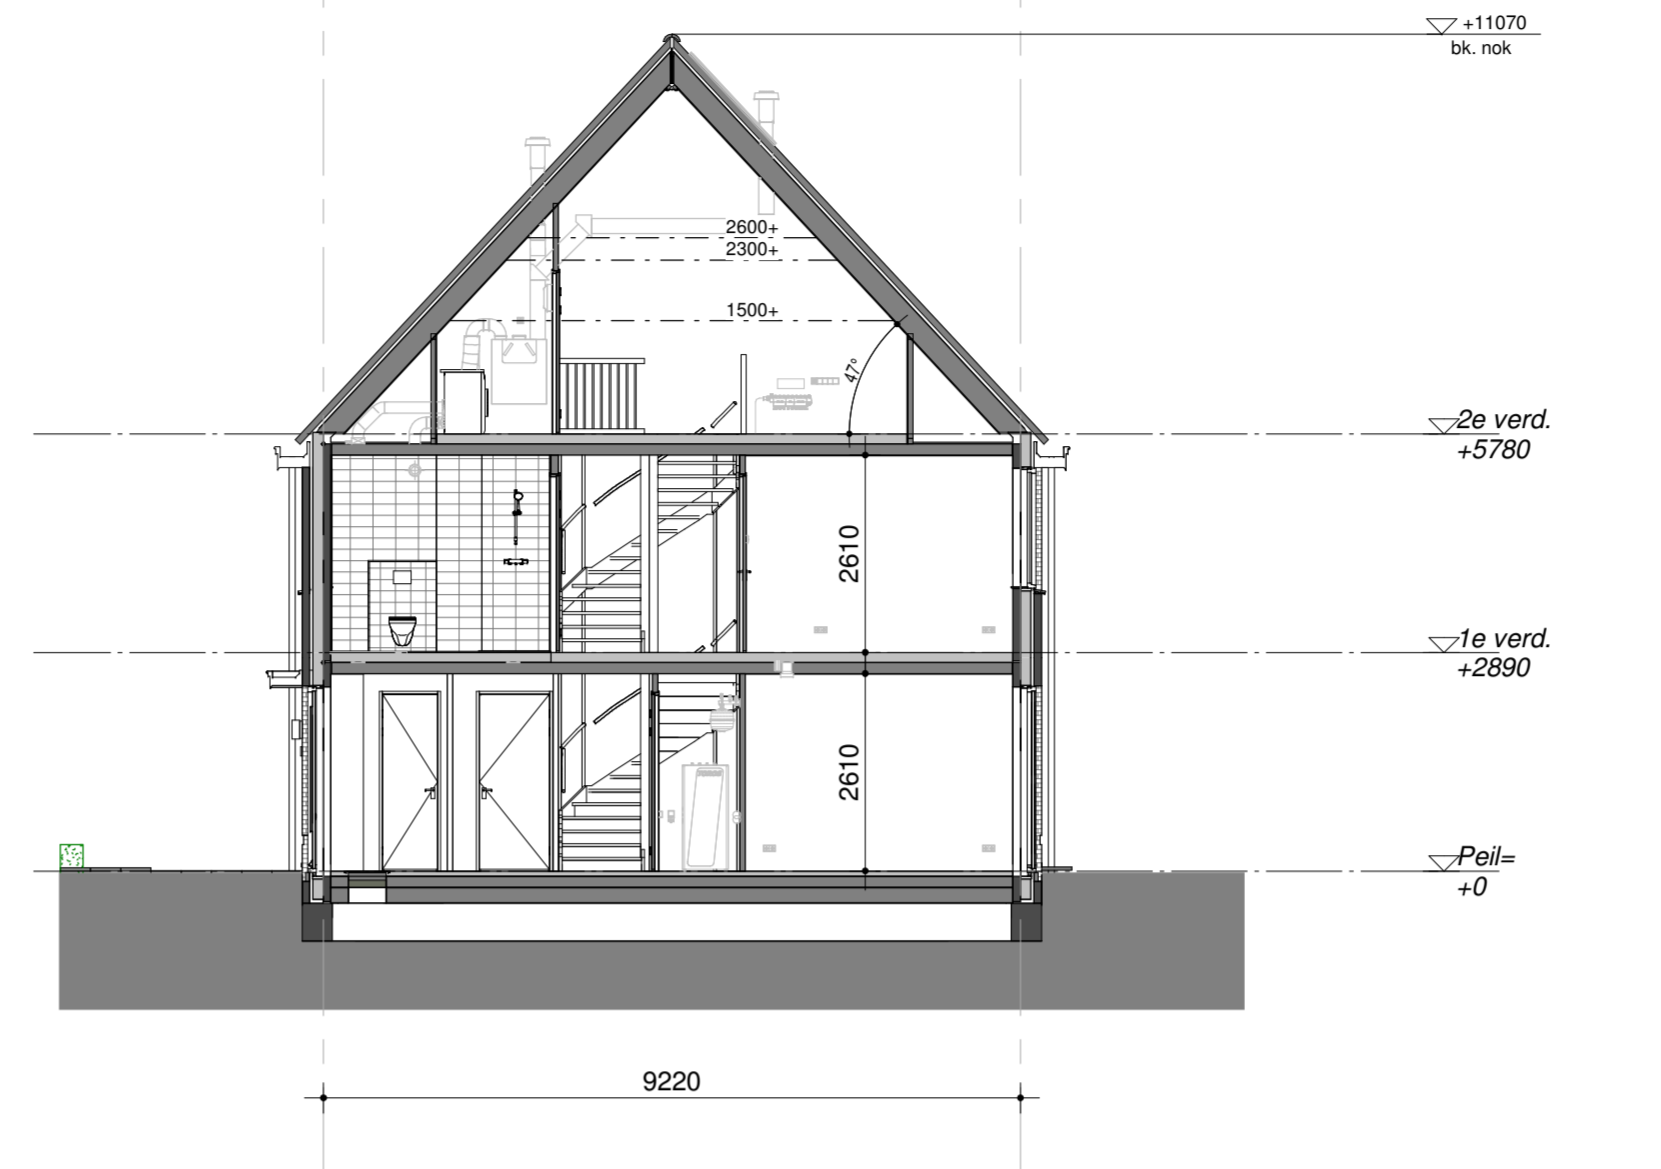 +11070
bk. nok
2600+
2300+
1500+
47°
2e verd.
+5780
2610
1e verd.
+2890
2610
Peil=
+0
9220